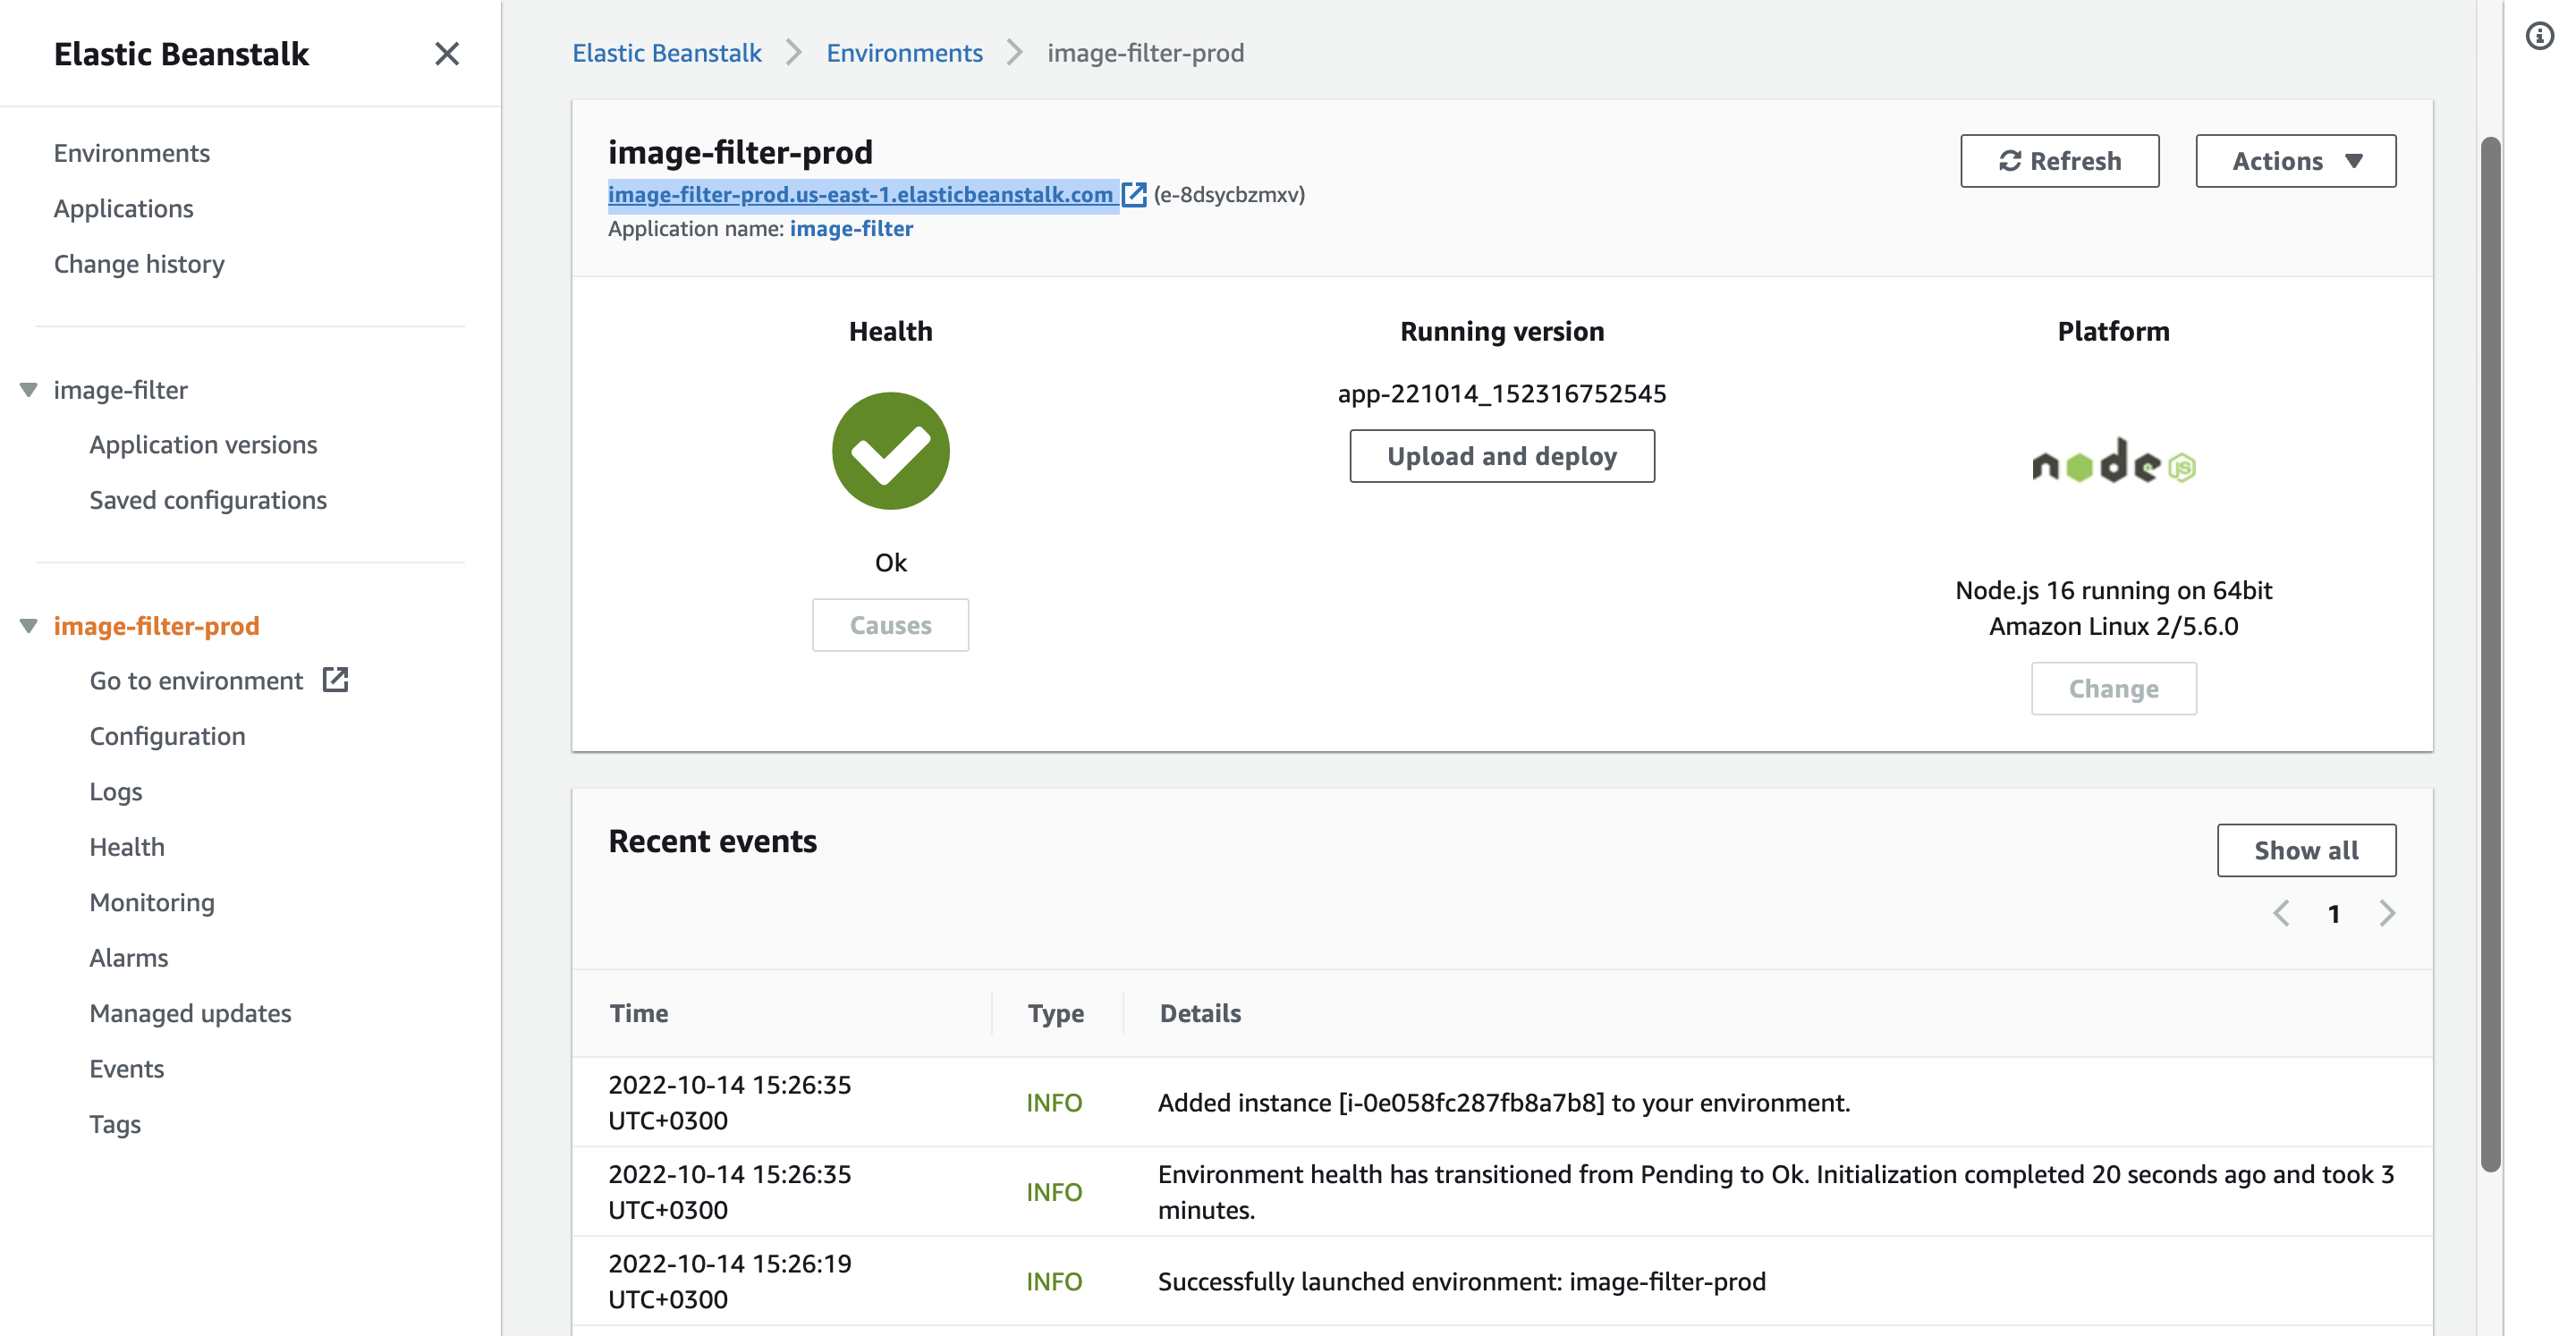 Elastic Beanstalk
Environments
Applications
Change history
image-filter
Application versions
Saved configurations
image-filter-prod
Go to environment
Configuration
Logs
Health
Monitoring
Alarms
Managed updates
Events
Tags
Elastic Beanstalk Environments image-filter-prod
image-filter-prod
image-filter-prod.us-east-1.elasticbeanstalk.com (e-8dsycbzmxv)
Application name: image-filter
Refresh
Actions
Health
Ok
Causes
Running version
app-221014_152316752545
Upload and deploy
Platform
node JS
Node.js 16 running on 64bit
Amazon Linux 2/5.6.0
Change
Recent events
Show all
1
Time Type Details
2022-10-14 15:26:35
UTC+0300
INFO
Added instance [i-0e058fc287fb8a7b8] to your environment.
2022-10-14 15:26:35
UTC+0300
INFO
Environment health has transitioned from Pending to Ok. Initialization completed 20 seconds ago and took 3
minutes.
2022-10-14 15:26:19
UTC+0300
INFO
Successfully launched environment: image-filter-prod